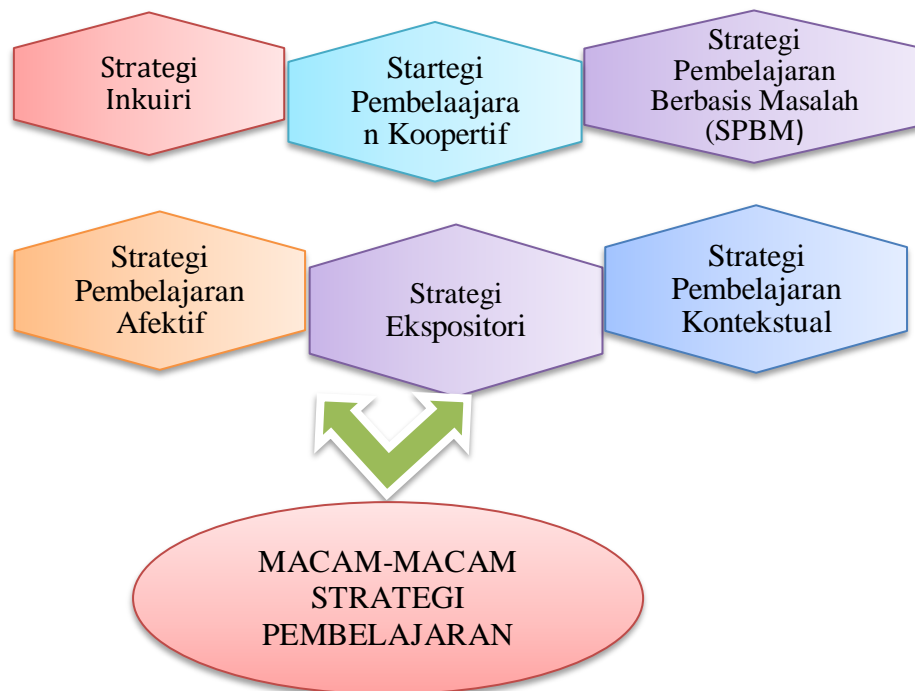 Strategi
Inkuiri
Startegi
Pembelaajara
n Koopertif
Strategi
Pembelajaran
Berbasis Masalah
(SPBM)
Strategi
Pembelajaran
Afektif
Strategi
Ekspositori
Strategi
Pembelajaran
Kontekstual
MACAM-MACAM
STRATEGI
PEMBELAJARAN